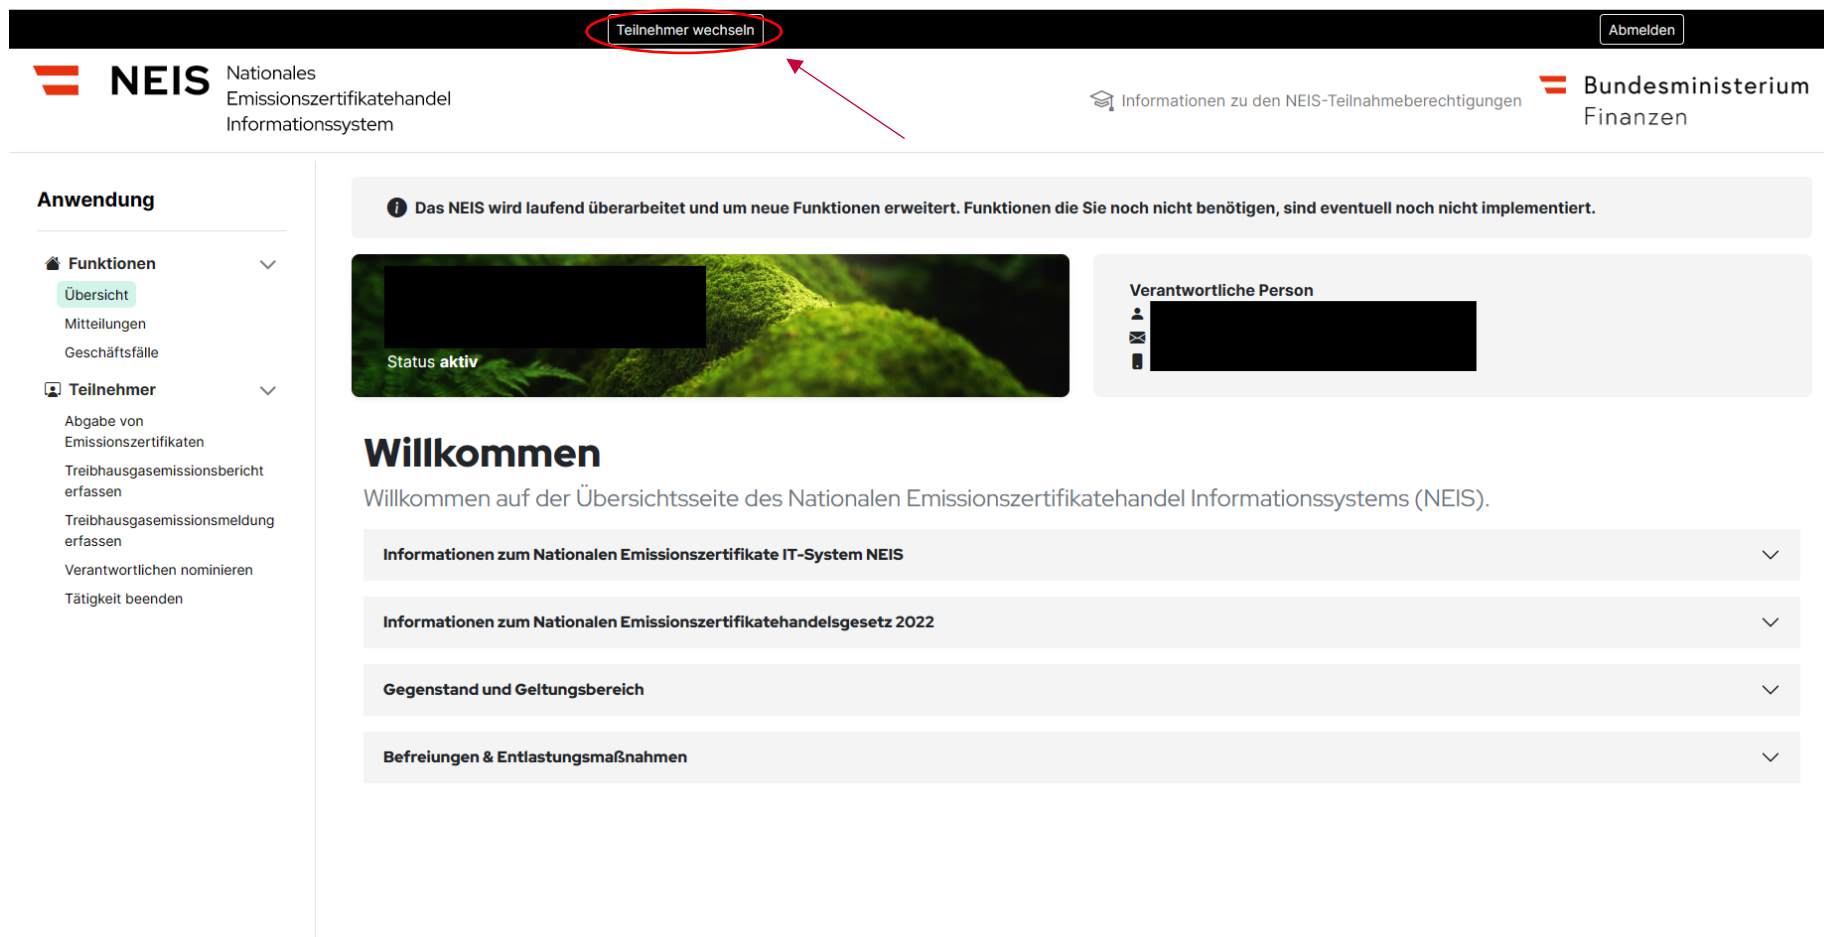 Teilnehmer wechseln
Abmelden
NEIS
Nationales
Emissionszertifikatehandel
Informationssystem
Informationen zu den NEIS-Teilnahmeberechtigungen
Bundesministerium
Finanzen
Anwendung
Funktionen
Übersicht
Mitteilungen
Geschäftsfälle
Teilnehmer
Abgabe von
Emissionszertifikaten
Treibhausgasemissionsbericht
erfassen
Treibhausgasemissionsmeldung
erfassen
Verantwortlichen nominieren
Tätigkeit beenden
Das NEIS wird laufend überarbeitet und um neue Funktionen erweitert. Funktionen die Sie noch nicht benötigen, sind eventuell noch nicht implementiert.
Status aktiv
Verantwortliche Person
Willkommen
Willkommen auf der Übersichtsseite des Nationalen Emissionszertifikatehandel Informationssystems (NEIS).
Informationen zum Nationalen Emissionszertifikate IT-System NEIS
Informationen zum Nationalen Emissionszertifikatehandelsgesetz 2022
Gegenstand und Geltungsbereich
Befreiungen & Entlastungsmaßnahmen